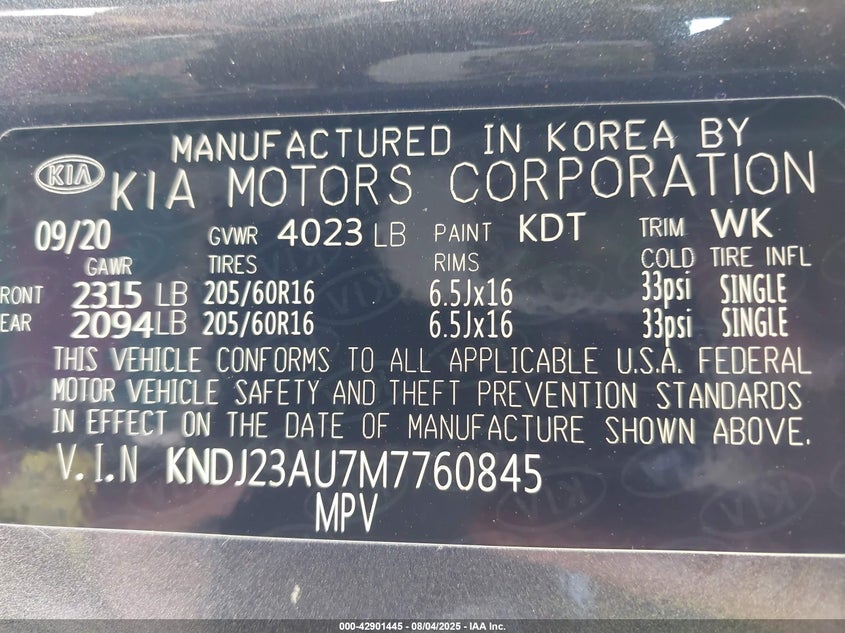 MANUFACTURED IN KOREA BY
KIA KIA MOTORS CORPORATION
09/20 GVWR 4023 LB PAINT KDT TRIM WK
GAWR TIRES RIMS COLD TIRE INFL
RONT 2315 LB 205/60R16 6.5Jx16 33psi SINGLE
EAR 2094 LB 205/60R16 6.5Jx16 33psi SINGLE
THIS VEHICLE CONFORMS TO ALL APPLICABLE U.S.A. FEDERAL
MOTOR VEHICLE SAFETY AND THEFT PREVENTION STANDARDS
IN EFFECT ON THE DATE OF MANUFACTURE SHOWN ABOVE.
V.I.N KNDJ23AU7M7760845
MPV
000-42901445 - 08/04/2025 - IAA Inc.